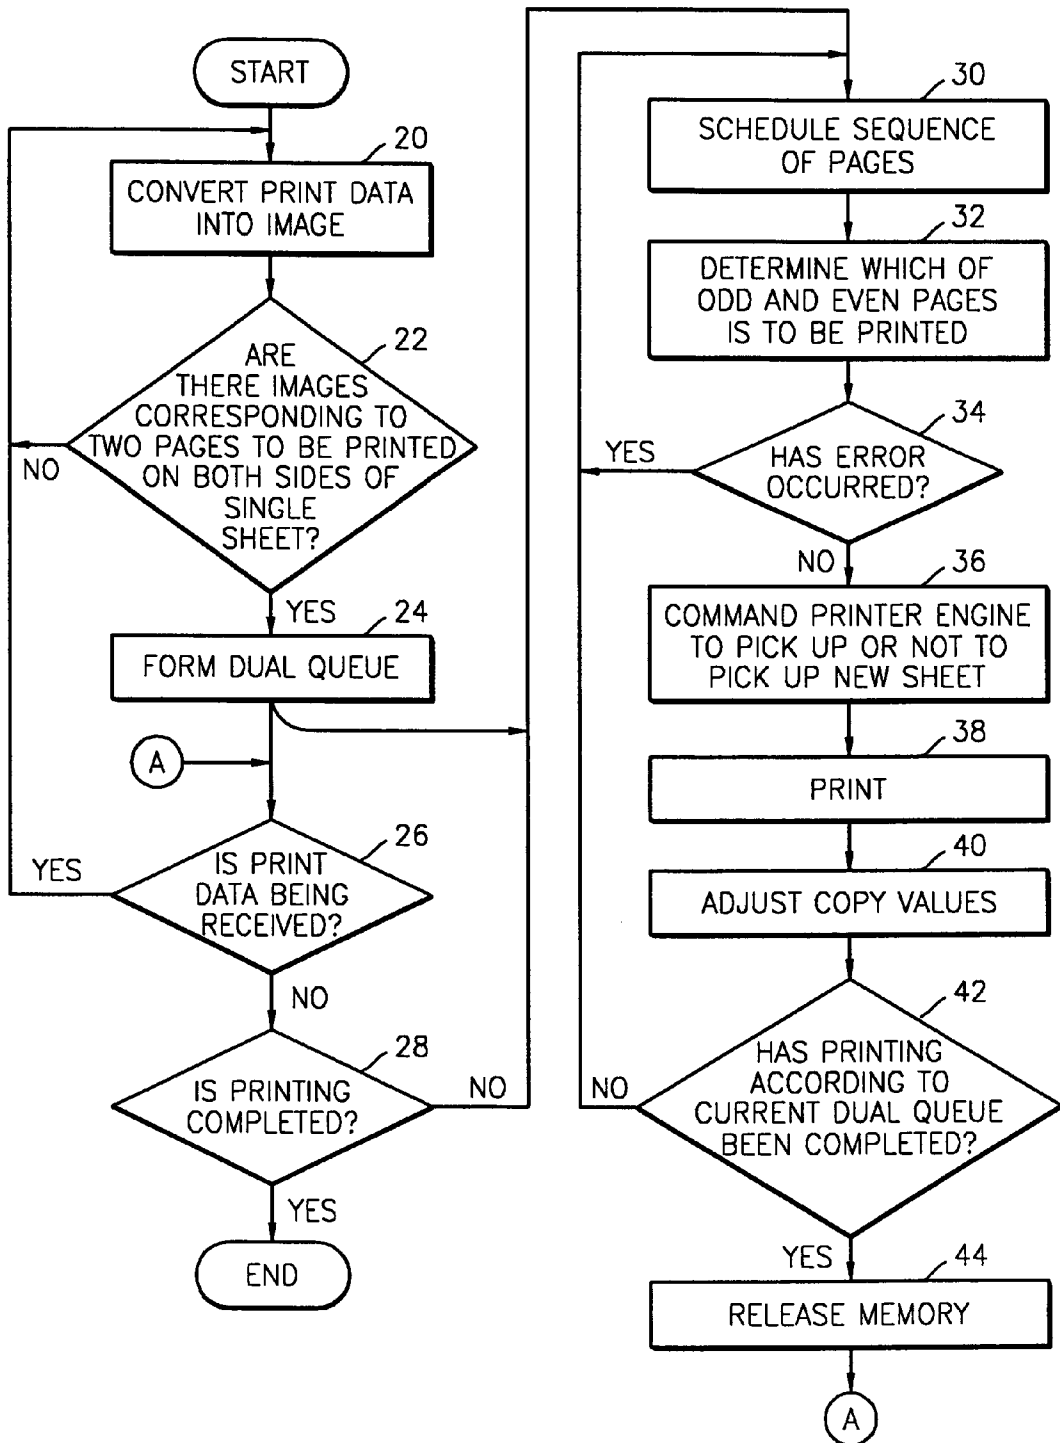 START
20
CONVERT PRINT DATA
INTO IMAGE
22
ARE
THERE IMAGES
CORRESPONDING TO
TWO PAGES TO BE PRINTED
ON BOTH SIDES OF
SINGLE
SHEET?
NO
YES
24
FORM DUAL QUEUE
A
26
IS PRINT
DATA BEING
RECEIVED?
YES
NO
28
IS PRINTING
COMPLETED?
NO
YES
END
30
SCHEDULE SEQUENCE
OF PAGES
32
DETERMINE WHICH OF
ODD AND EVEN PAGES
IS TO BE PRINTED
34
HAS ERROR
OCCURRED?
YES
NO
36
COMMAND PRINTER ENGINE
TO PICK UP OR NOT TO
PICK UP NEW SHEET
38
PRINT
40
ADJUST COPY VALUES
42
HAS PRINTING
ACCORDING TO
CURRENT DUAL QUEUE
BEEN COMPLETED?
NO
YES
44
RELEASE MEMORY
A